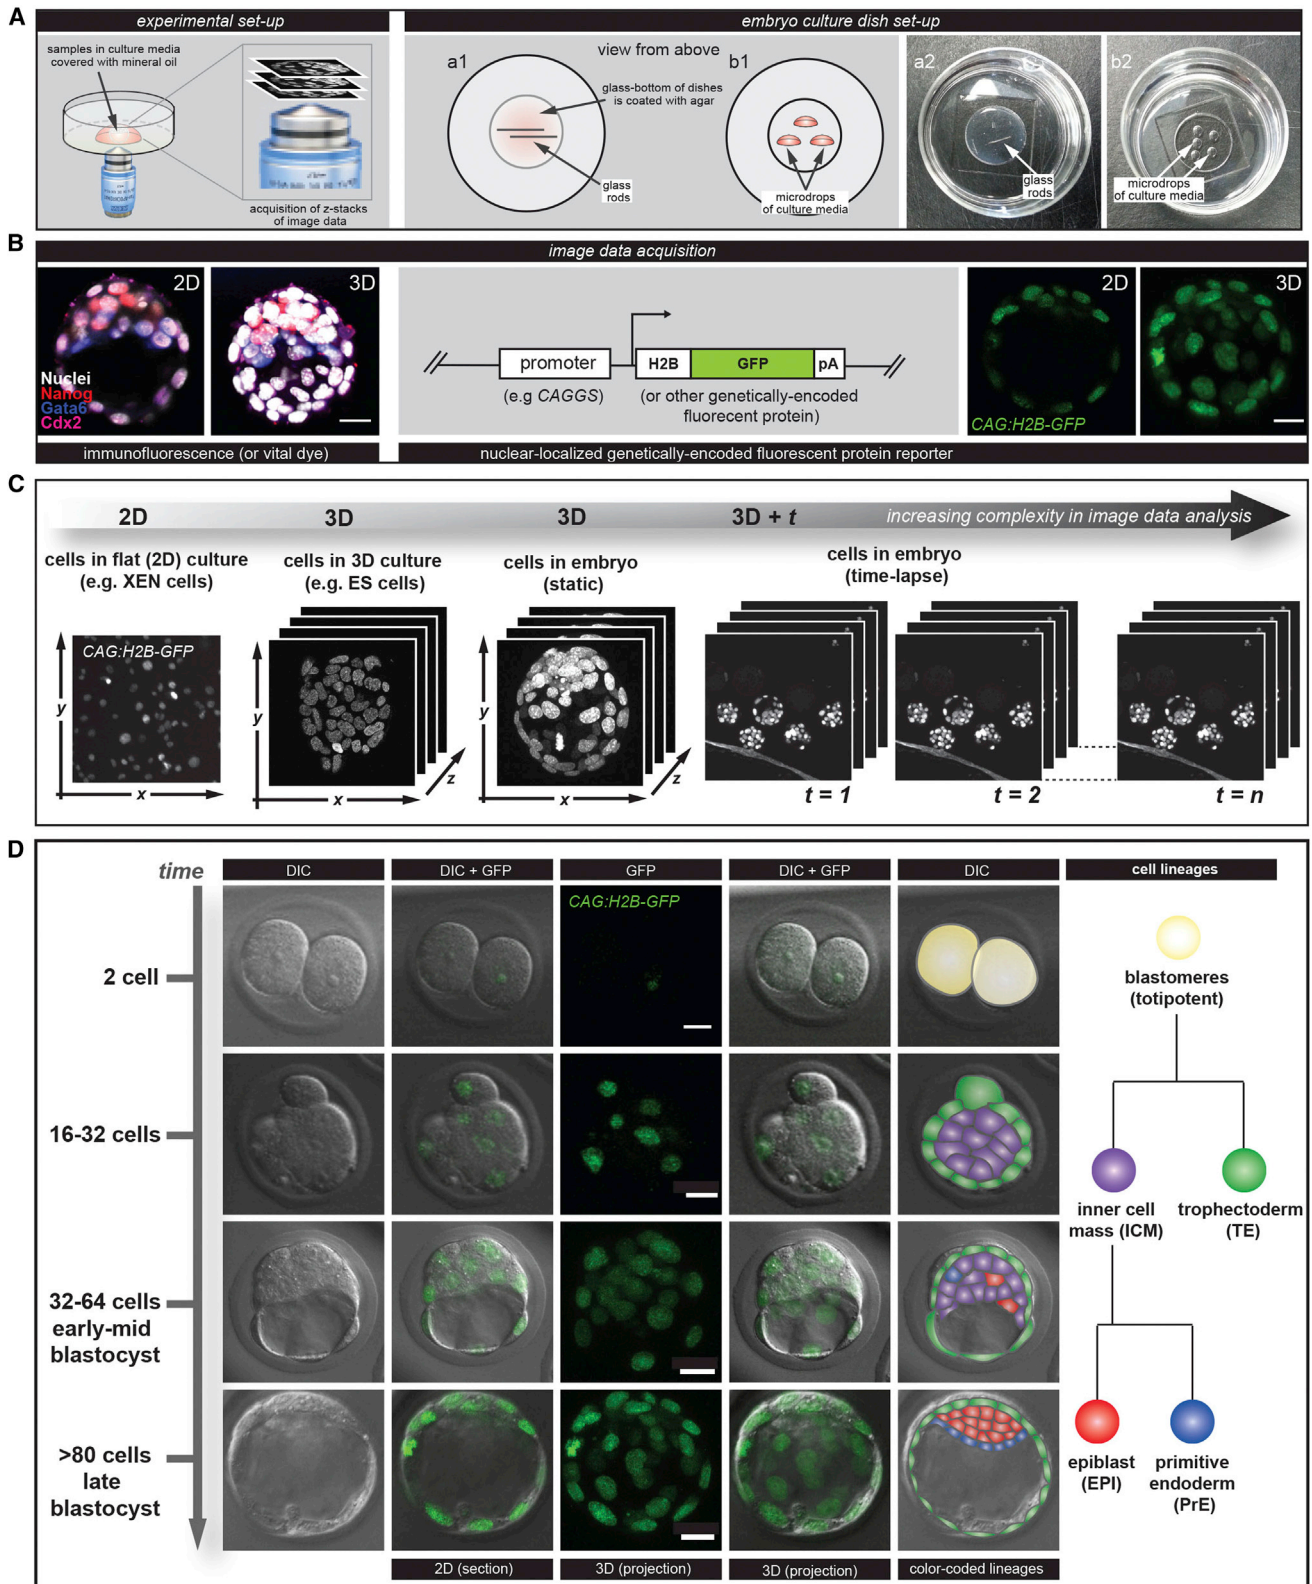 A
experimental set-up
embryo culture dish set-up
samples in culture media
covered with mineral oil
acquisition of z-stacks
of image data
view from above
a1
glass-bottom of dishes
is coated with agar
glass
rods
b1
microdrops
of culture media
a2
glass
rods
b2
microdrops
of culture media
B
image data acquisition
2D
Nuclei
Nanog
Gata6
Cdx2
3D
promoter
H2B
GFP
pA
(e.g CAGGS)
(or other genetically-encoded
fluorecent protein)
2D
CAG:H2B-GFP
3D
immunofluorescence (or vital dye)
nuclear-localized genetically-encoded fluorescent protein reporter
C
2D
3D
3D
3D + t
increasing complexity in image data analysis
cells in flat (2D) culture
(e.g. XEN cells)
cells in 3D culture
(e.g. ES cells)
cells in embryo
(static)
cells in embryo
(time-lapse)
CAG:H2B-GFP
y
x
y
x
z
y
x
z
t = 1
t = 2
t = n
D
time
DIC
DIC + GFP
GFP
DIC + GFP
DIC
cell lineages
CAG:H2B-GFP
2 cell
16-32 cells
32-64 cells
early-mid
blastocyst
>80 cells
late
blastocyst
blastomeres
(totipotent)
inner cell
mass (ICM)
trophectoderm
(TE)
epiblast
(EPI)
primitive
endoderm
(PrE)
2D (section)
3D (projection)
3D (projection)
color-coded lineages